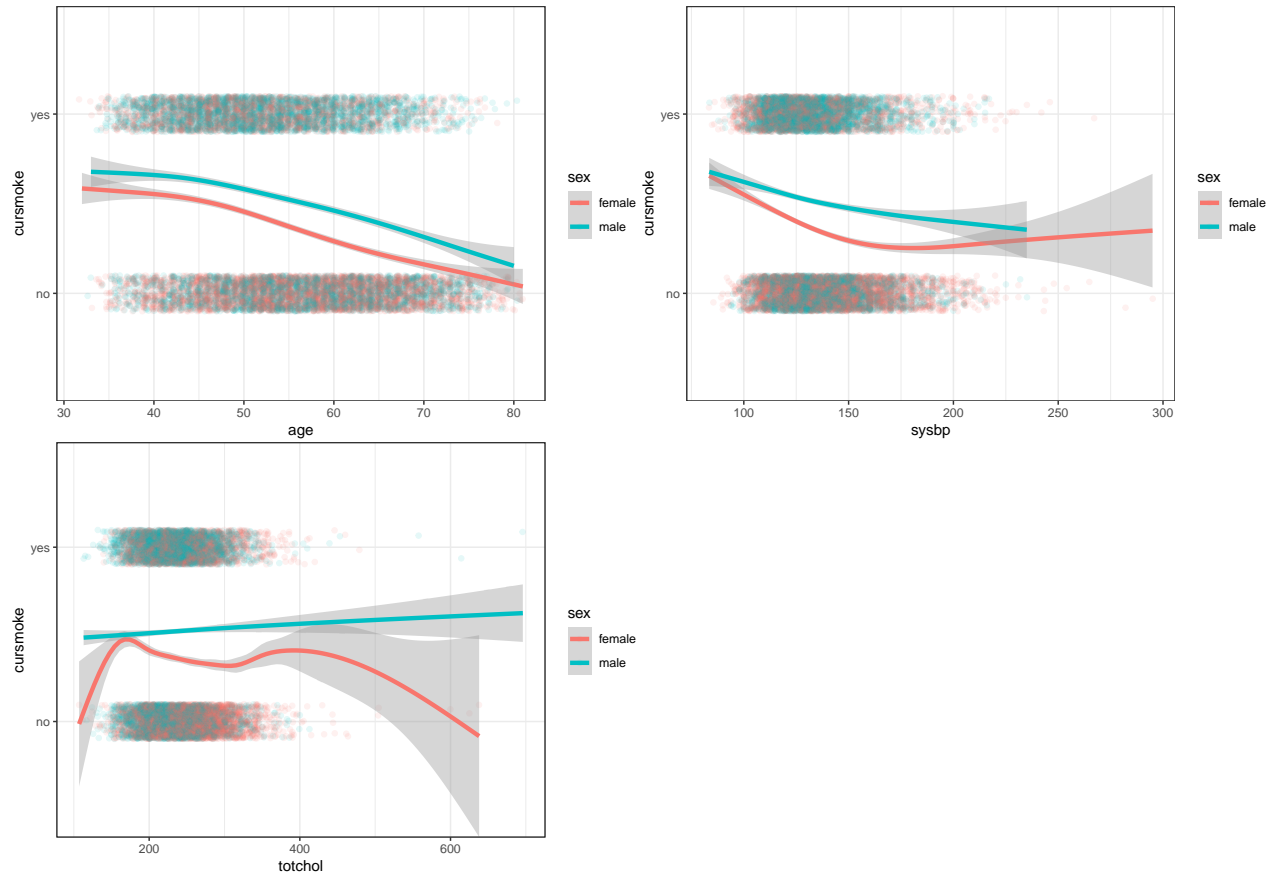 yes
no
cursmoke
30 40 50 60 70 80
age
sex
female
male
yes
no
cursmoke
100 150 200 250 300
sysbp
sex
female
male
yes
no
cursmoke
200 400 600
totchol
sex
female
male